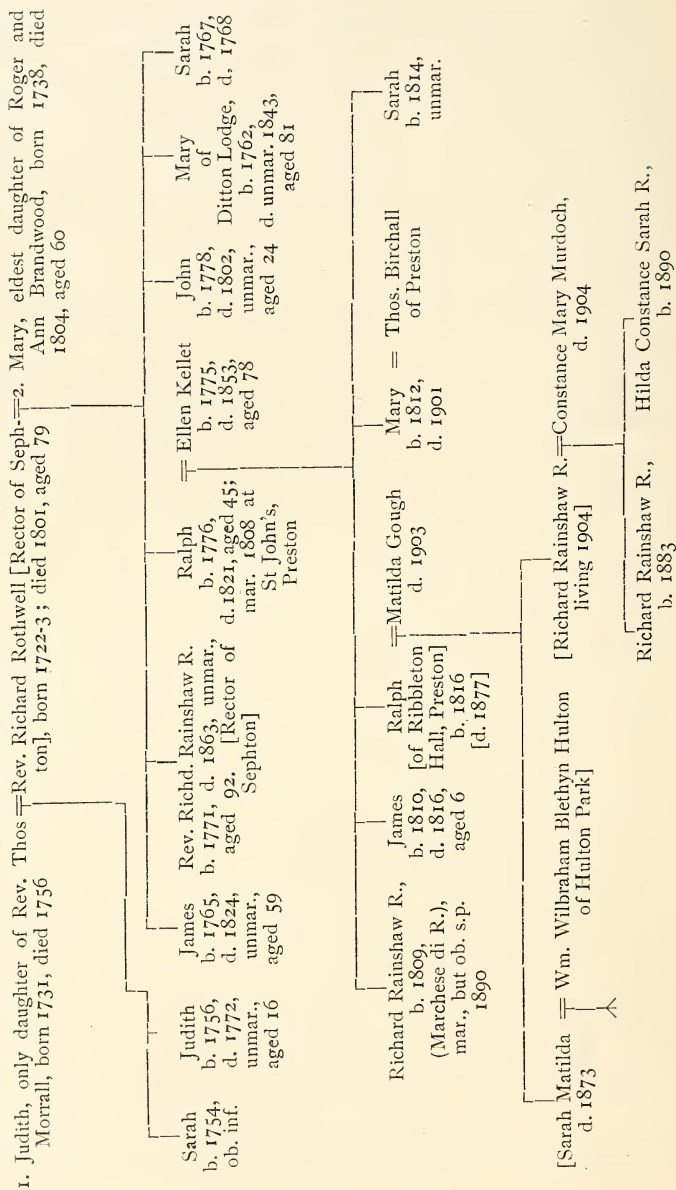 1. Judith, only daughter of Rev. Thos
Morrall, born 1731, died 1756
Rev. Richard Rothwell [Rector of Seph-
ton], born 1722-3; died 1801, aged 79
2. Mary, eldest daughter of Roger and
Ann Brandwood, born 1738, died
1804, aged 60
Sarah
b. 1754,
ob. inf.
Judith
b. 1756,
d. 1772,
unmar.,
aged 16
James
b. 1765,
d. 1824,
unmar.,
aged 59
Rev. Richd. Rainshaw R.
b. 1771, d. 1863, unmar.,
aged 92. [Rector of
Sephton]
Ralph
b. 1776,
d. 1821, aged 45;
mar. 1808 at
St John's,
Preston
Ellen Kellet
b. 1775,
d. 1853,
aged 78
John
b. 1778,
d. 1802,
unmar.,
aged 24
Mary
of
Ditton Lodge,
b. 1762,
d. unmar. 1843,
aged 81
Sarah
b. 1767,
d. 1768
Richard Rainshaw R.,
b. 1809,
(Marchese di R.),
mar., but ob. s.p.
1890
James
b. 1810,
d. 1816,
aged 6
Ralph
[of Ribbleton
Hall, Preston]
b. 1816
[d. 1877]
Matilda Gough
d. 1903
Mary
b. 1812,
d. 1901
= Thos. Birchall
of Preston
Sarah
b. 1814,
unmar.
[Sarah Matilda
d. 1873
= Wm. Wilbraham Blethyn Hulton
of Hulton Park]
[Richard Rainshaw R.
living 1904]
Constance Mary Murdoch,
d. 1904
Richard Rainshaw R.,
b. 1883
Hilda Constance Sarah R.,
b. 1890